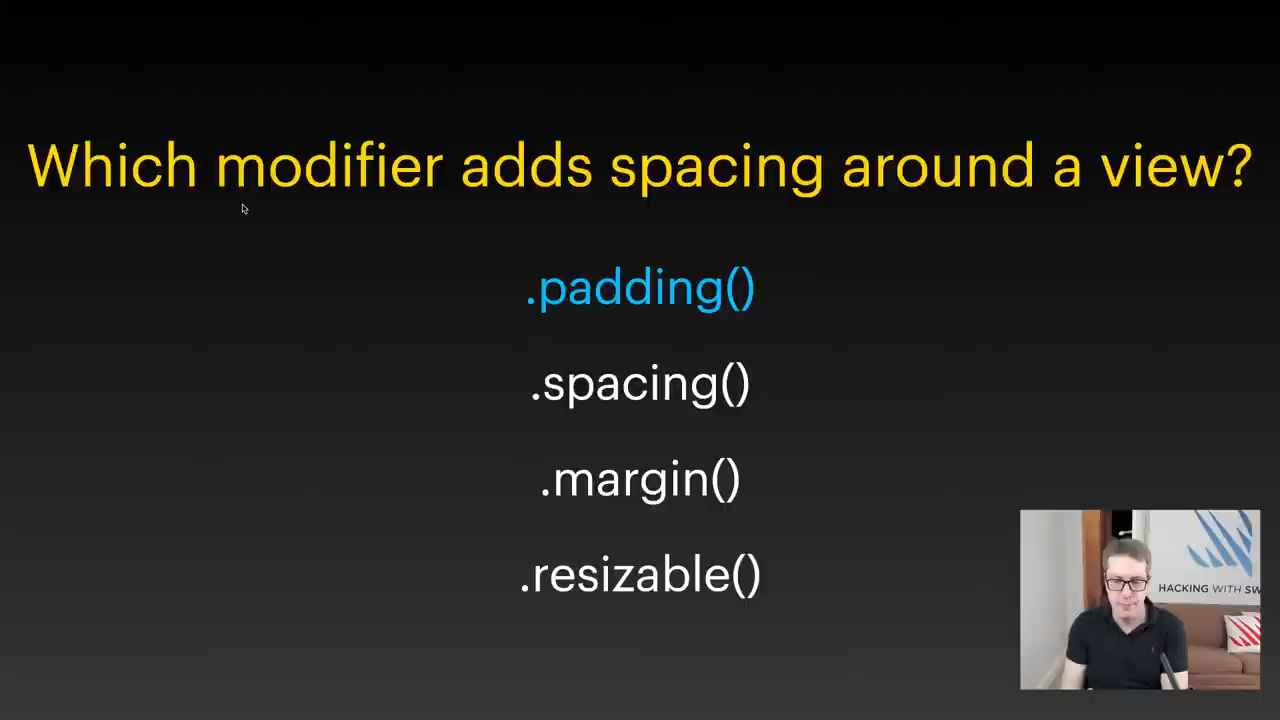 Which modifier adds spacing around a view?
.padding()
.spacing()
.margin()
.resizable()
HACKING WITH SW